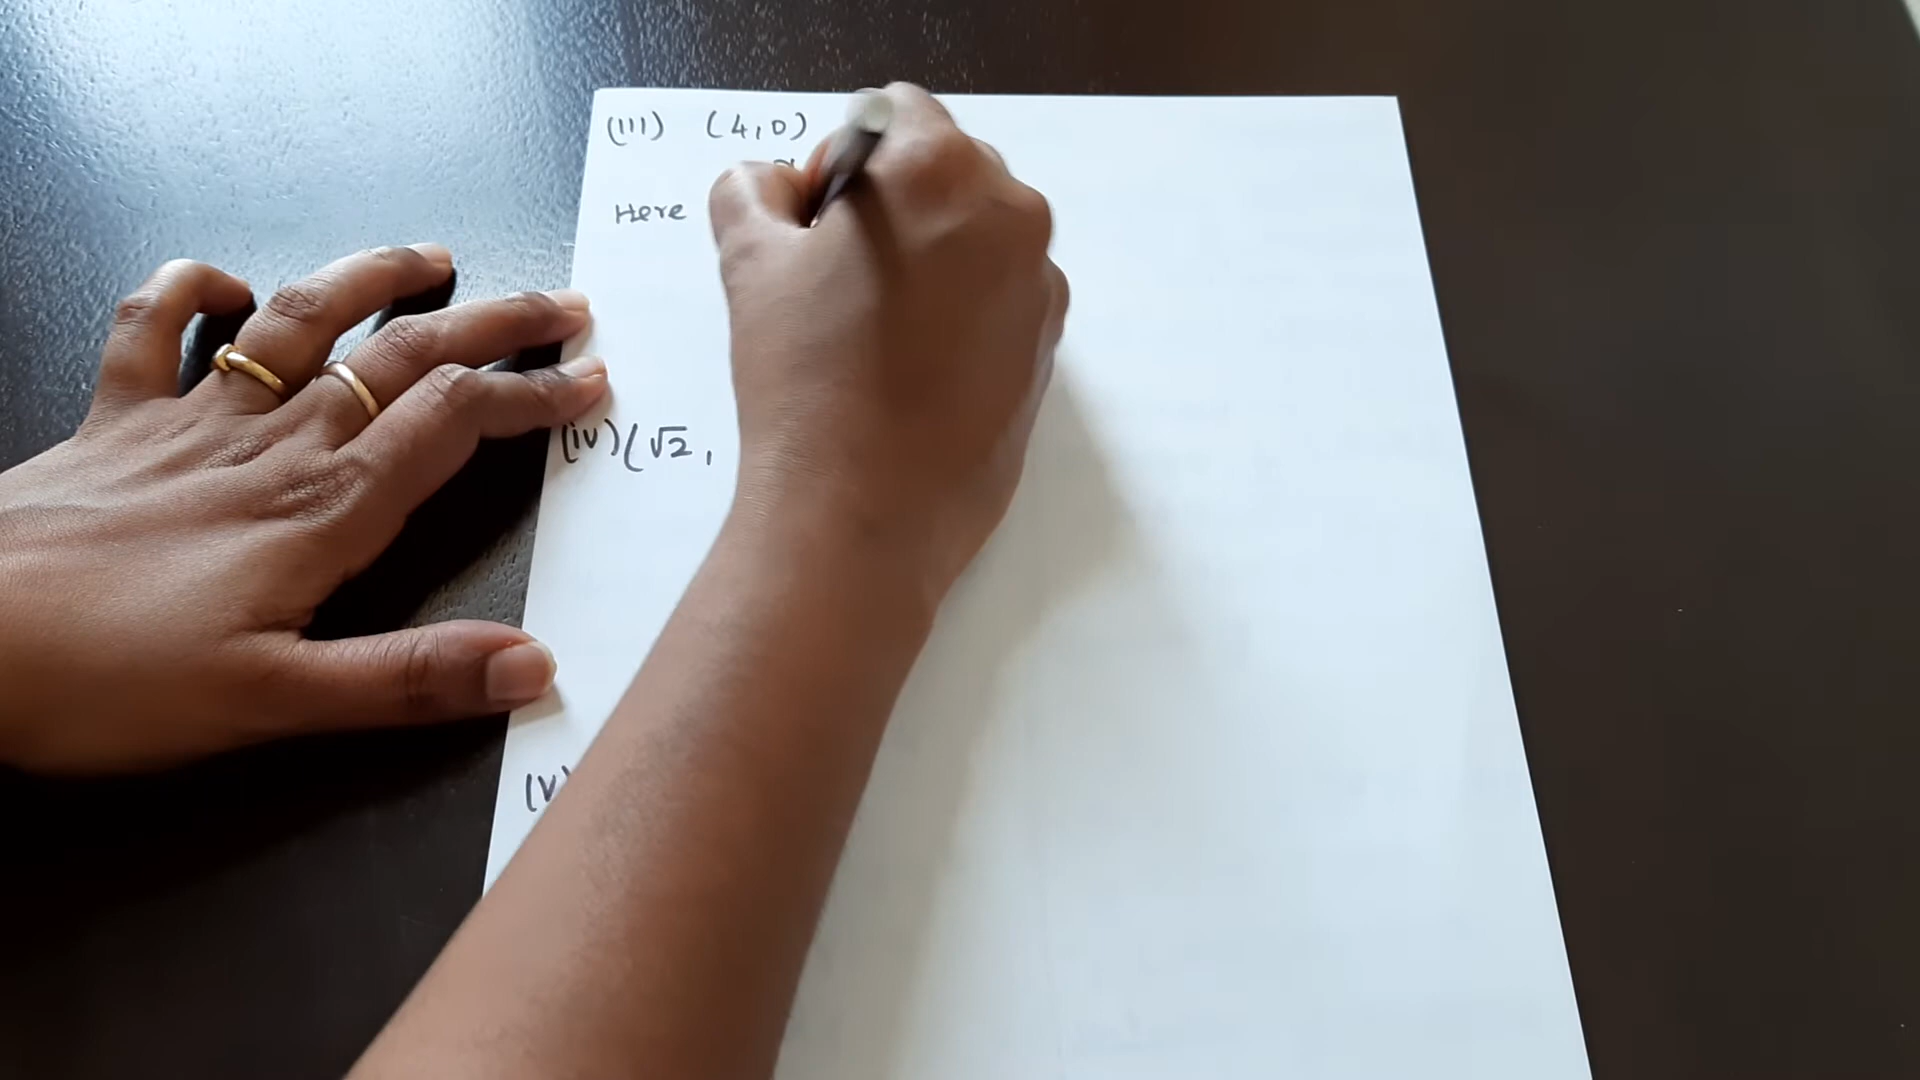 (iii) (4,0)
Here
(iv) (√2,
(v)